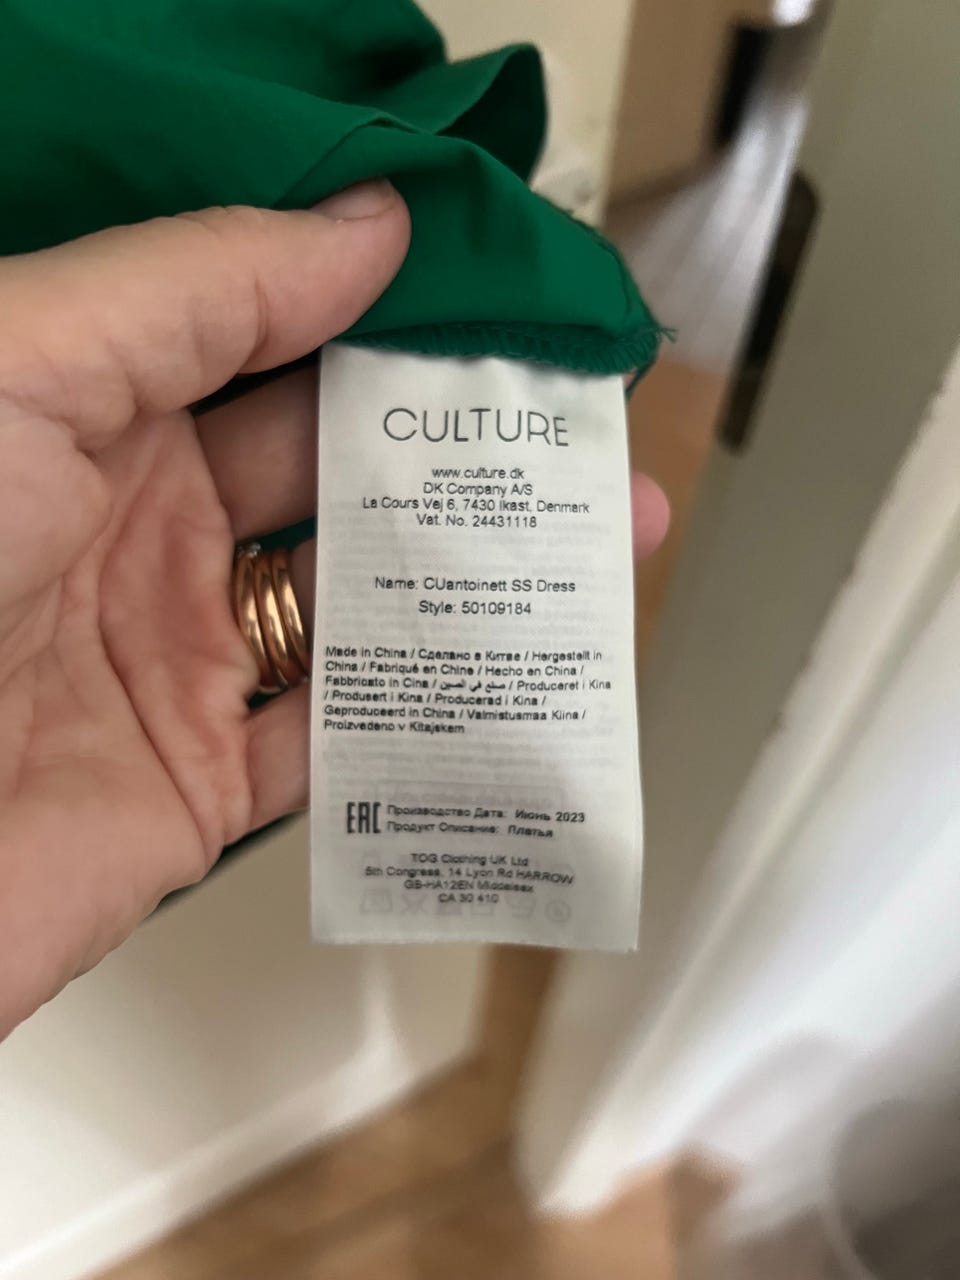 CULTURE
www.culture.dk
DK Company A/S
La Cours Vej 6, 7430 Ikast, Denmark
Vat. No. 24431118
Name: CUantoinett SS Dress
Style: 50109184
Made in China / Сделано в Китае / Hergestellt in
China / Fabriqué en Chine / Hecho en China /
Fabbricato in Cina / صنع في الصين / Produceret i Kina
/ Produsert i Kina / Producerad i Kina /
Geproduceerd in China / Valmistusmaa Kiina /
Proizvedeno v Kitajskem
EAC Производство Дата: Июнь 2023
Продукт Описание: Платья
TOG Clothing UK Ltd
5th Congress, 14 Lyon Rd HARROW
GB-HA12EN Middelsex
CA 30 410